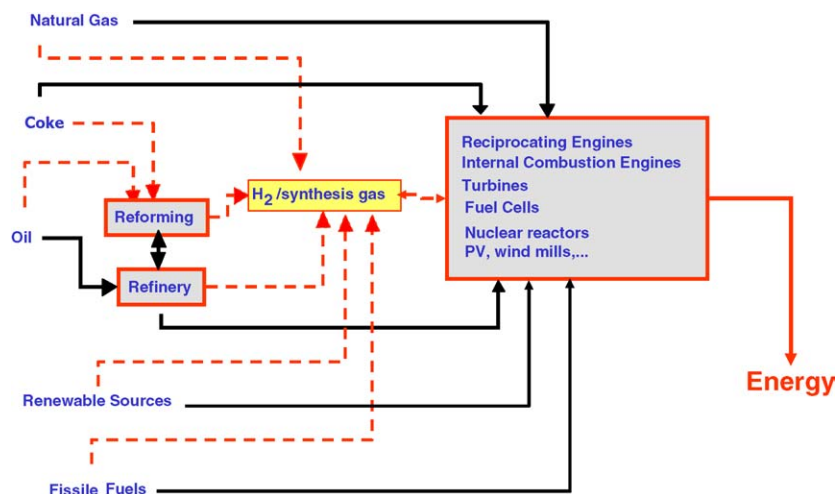 Natural Gas
Coke
Oil
Reforming
Refinery
H2/synthesis gas
Reciprocating Engines
Internal Combustion Engines
Turbines
Fuel Cells
Nuclear reactors
PV, wind mills,...
Energy
Renewable Sources
Fissile Fuels